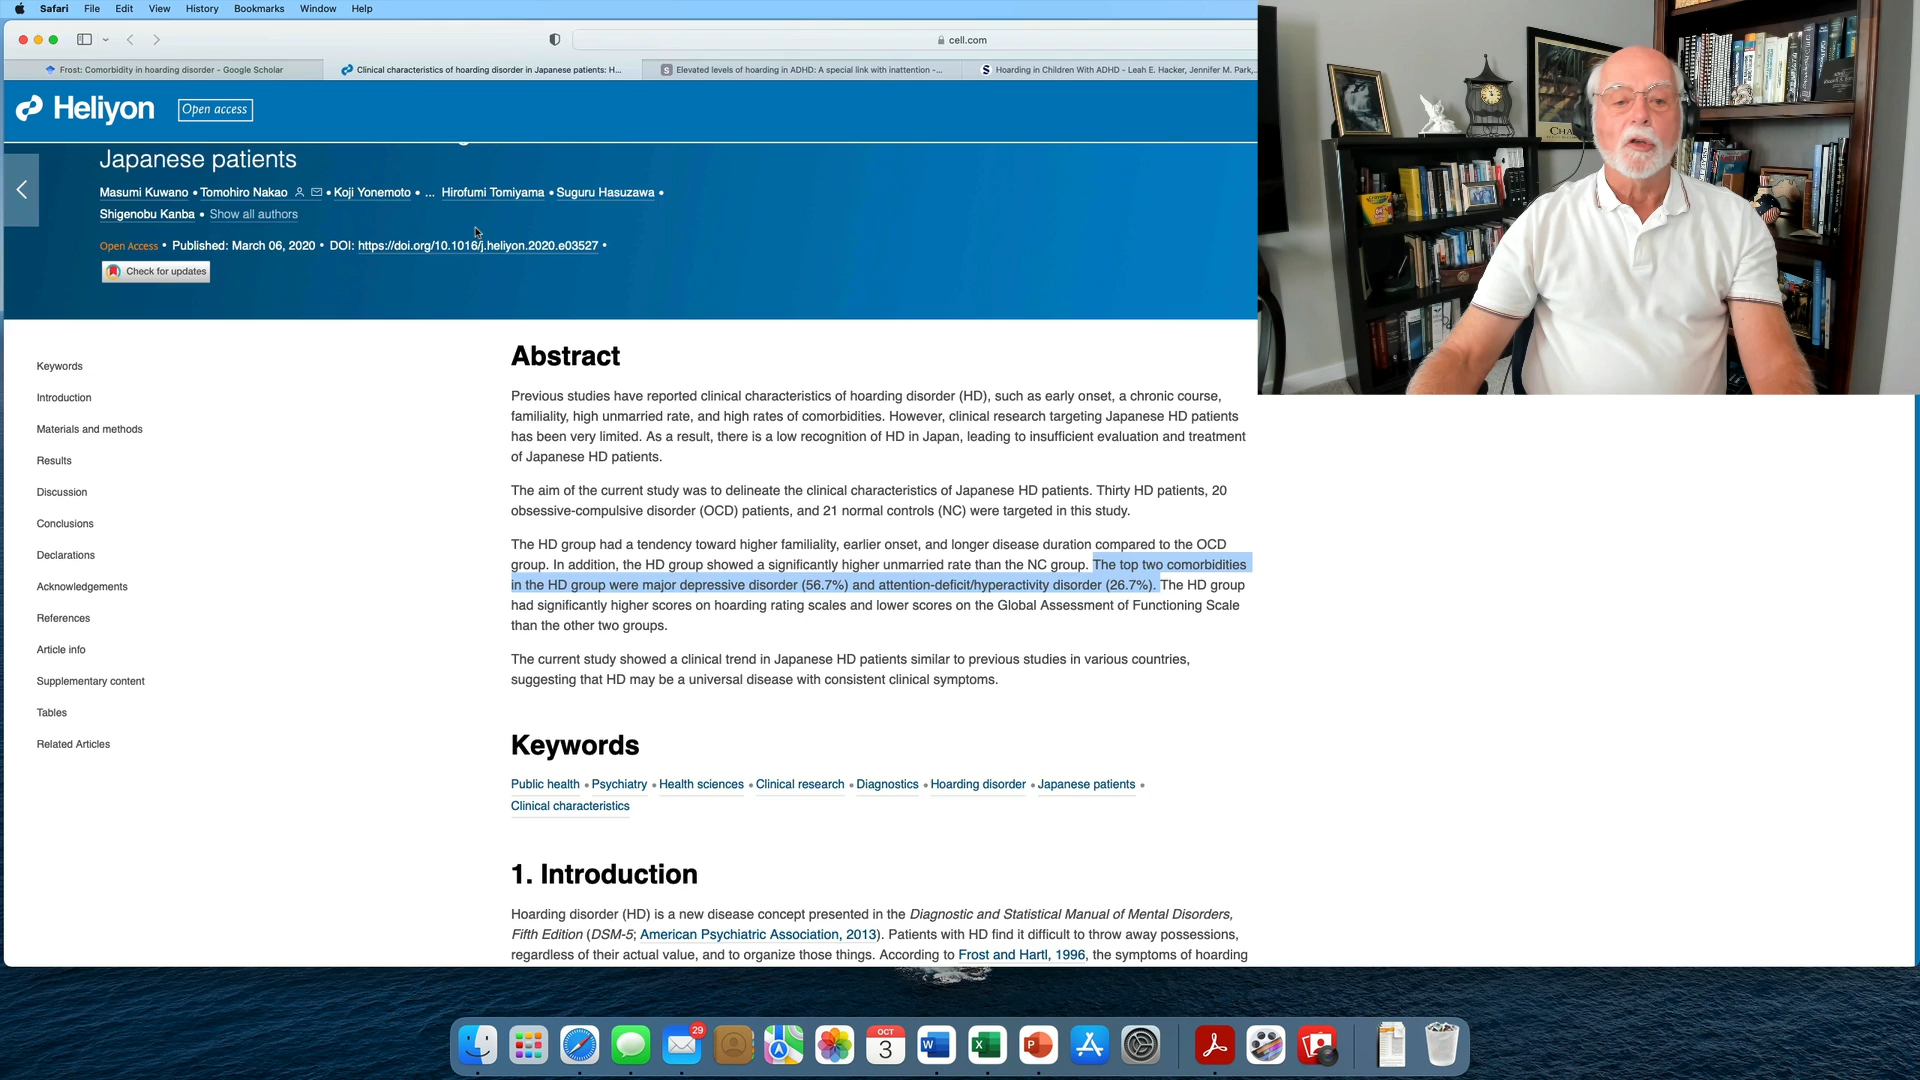 Safari File Edit View History Bookmarks Window Help
cell.com
Frost: Comorbidity in hoarding disorder - Google Scholar
Clinical characteristics of hoarding disorder in Japanese patients: H...
S Elevated levels of hoarding in ADHD: A special link with inattention -...
S Hoarding in Children With ADHD - Leah E. Hacker, Jennifer M. Park,...
Heliyon Open access
Japanese patients
Masumi Kuwano • Tomohiro Nakao • Koji Yonemoto • ... Hirofumi Tomiyama • Suguru Hasuzawa •
Shigenobu Kanba • Show all authors
Open Access • Published: March 06, 2020 • DOI: https://doi.org/10.1016/j.heliyon.2020.e03527 •
Check for updates
Keywords
Introduction
Materials and methods
Results
Discussion
Conclusions
Declarations
Acknowledgements
References
Article info
Supplementary content
Tables
Related Articles
Abstract
Previous studies have reported clinical characteristics of hoarding disorder (HD), such as early onset, a chronic course,
familiality, high unmarried rate, and high rates of comorbidities. However, clinical research targeting Japanese HD patients
has been very limited. As a result, there is a low recognition of HD in Japan, leading to insufficient evaluation and treatment
of Japanese HD patients.
The aim of the current study was to delineate the clinical characteristics of Japanese HD patients. Thirty HD patients, 20
obsessive-compulsive disorder (OCD) patients, and 21 normal controls (NC) were targeted in this study.
The HD group had a tendency toward higher familiality, earlier onset, and longer disease duration compared to the OCD
group. In addition, the HD group showed a significantly higher unmarried rate than the NC group. The top two comorbidities
in the HD group were major depressive disorder (56.7%) and attention-deficit/hyperactivity disorder (26.7%). The HD group
had significantly higher scores on hoarding rating scales and lower scores on the Global Assessment of Functioning Scale
than the other two groups.
The current study showed a clinical trend in Japanese HD patients similar to previous studies in various countries,
suggesting that HD may be a universal disease with consistent clinical symptoms.
Keywords
Public health • Psychiatry • Health sciences • Clinical research • Diagnostics • Hoarding disorder • Japanese patients •
Clinical characteristics
1. Introduction
Hoarding disorder (HD) is a new disease concept presented in the Diagnostic and Statistical Manual of Mental Disorders,
Fifth Edition (DSM-5; American Psychiatric Association, 2013). Patients with HD find it difficult to throw away possessions,
regardless of their actual value, and to organize those things. According to Frost and Hartl, 1996, the symptoms of hoarding
CHA
29
OCT
3
W
X
P